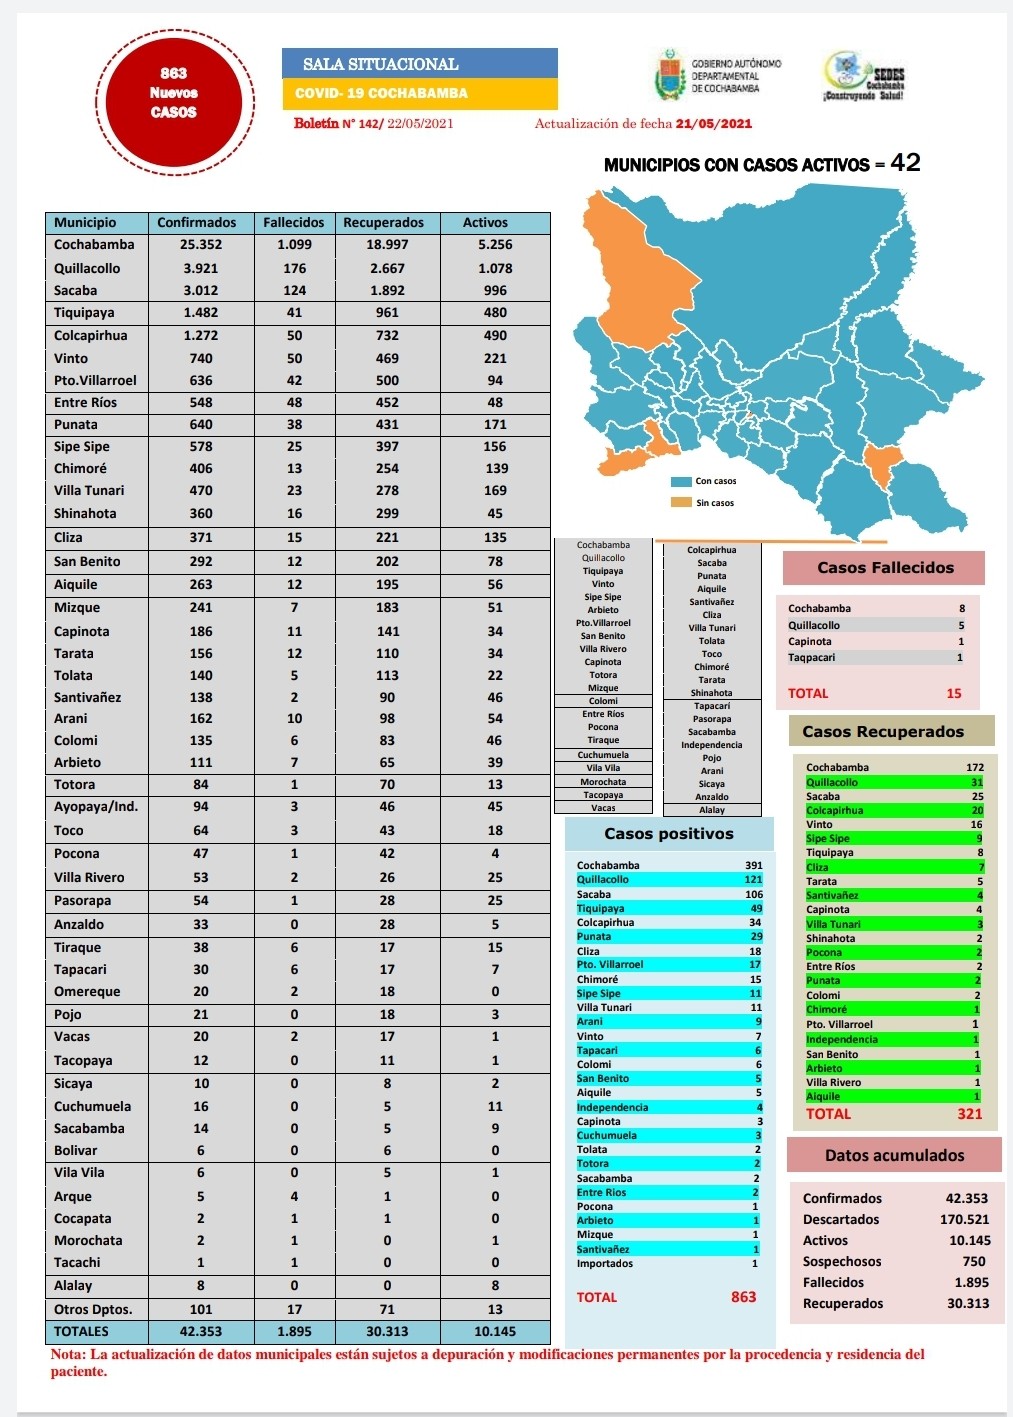 863
Nuevos
CASOS
SALA SITUACIONAL
COVID- 19 COCHABAMBA
Boletín N° 142/ 22/05/2021
Actualización de fecha 21/05/2021
GOBIERNO AUTÓNOMO
DEPARTAMENTAL
DE COCHABAMBA
SEDES
Cochabamba
¡Construyendo Salud!
MUNICIPIOS CON CASOS ACTIVOS = 42
Municipio Confirmados Fallecidos Recuperados Activos
Cochabamba 25.352 1.099 18.997 5.256
Quillacollo 3.921 176 2.667 1.078
Sacaba 3.012 124 1.892 996
Tiquipaya 1.482 41 961 480
Colcapirhua 1.272 50 732 490
Vinto 740 50 469 221
Pto.Villarroel 636 42 500 94
Entre Ríos 548 48 452 48
Punata 640 38 431 171
Sipe Sipe 578 25 397 156
Chimoré 406 13 254 139
Villa Tunari 470 23 278 169
Shinahota 360 16 299 45
Cliza 371 15 221 135
San Benito 292 12 202 78
Aiquile 263 12 195 56
Mizque 241 7 183 51
Capinota 186 11 141 34
Tarata 156 12 110 34
Tolata 140 5 113 22
Santivañez 138 2 90 46
Arani 162 10 98 54
Colomi 135 6 83 46
Arbieto 111 7 65 39
Totora 84 1 70 13
Ayopaya/Ind. 94 3 46 45
Toco 64 3 43 18
Pocona 47 1 42 4
Villa Rivero 53 2 26 25
Pasorapa 54 1 28 25
Anzaldo 33 0 28 5
Tiraque 38 6 17 15
Tapacari 30 6 17 7
Omereque 20 2 18 0
Pojo 21 0 18 3
Vacas 20 2 17 1
Tacopaya 12 0 11 1
Sicaya 10 0 8 2
Cuchumuela 16 0 5 11
Sacabamba 14 0 5 9
Bolivar 6 0 6 0
Vila Vila 6 0 5 1
Arque 5 4 1 0
Cocapata 2 1 1 0
Morochata 2 1 0 1
Tacachi 1 1 0 0
Alalay 8 0 0 8
Otros Dptos. 101 17 71 13
TOTALES 42.353 1.895 30.313 10.145
Con casos
Sin casos
Cochabamba
Quillacollo
Tiquipaya
Vinto
Sipe Sipe
Arbieto
Pto.Villarroel
San Benito
Villa Rivero
Capinota
Totora
Mizque
Colomi
Entre Ríos
Pocona
Tiraque
Cuchumuela
Vila Vila
Morochata
Tacopaya
Vacas
Colcapirhua
Sacaba
Punata
Aiquile
Santivañez
Cliza
Villa Tunari
Tolata
Toco
Chimoré
Tarata
Shinahota
Tapacarí
Pasorapa
Sacabamba
Independencia
Pojo
Arani
Sicaya
Anzaldo
Alalay
Casos positivos
Cochabamba 391
Quillacollo 121
Sacaba 106
Tiquipaya 49
Colcapirhua 34
Punata 29
Cliza 18
Pto. Villarroel 17
Chimoré 15
Sipe Sipe 11
Villa Tunari 11
Arani 9
Vinto 7
Tapacari 6
Colomi 6
San Benito 5
Aiquile 5
Independencia 4
Capinota 3
Cuchumuela 3
Tolata 2
Totora 2
Sacabamba 2
Entre Rios 2
Pocona 1
Arbieto 1
Mizque 1
Santivañez 1
Importados 1
TOTAL 863
Casos Fallecidos
Cochabamba 8
Quillacollo 5
Capinota 1
Taqpacari 1
TOTAL 15
Casos Recuperados
Cochabamba 172
Quillacollo 31
Sacaba 25
Colcapirhua 20
Vinto 16
Sipe Sipe 9
Tiquipaya 8
Cliza 7
Tarata 5
Santivañez 4
Capinota 4
Villa Tunari 3
Shinahota 2
Pocona 2
Entre Ríos 2
Punata 2
Colomi 2
Chimoré 1
Pto. Villarroel 1
Independencia 1
San Benito 1
Arbieto 1
Villa Rivero 1
Aiquile 1
TOTAL 321
Datos acumulados
Confirmados 42.353
Descartados 170.521
Activos 10.145
Sospechosos 750
Fallecidos 1.895
Recuperados 30.313
Nota: La actualización de datos municipales están sujetos a depuración y modificaciones permanentes por la procedencia y residencia del
paciente.